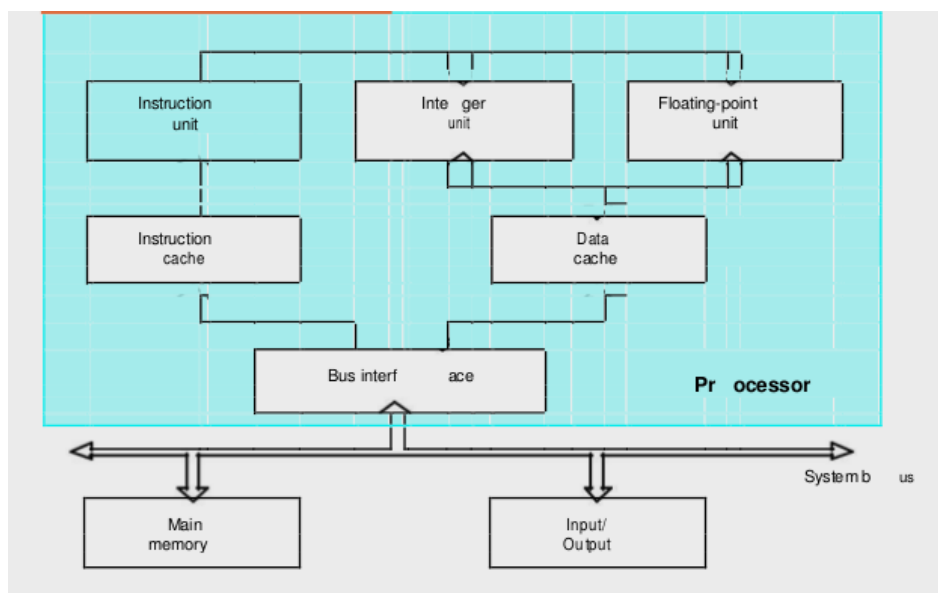 Instruction
unit
Inte ger
unit
Floating-point
unit
Instruction
cache
Data
cache
Bus interf ace
Pr ocessor
System b us
Main
memory
Input/
Output